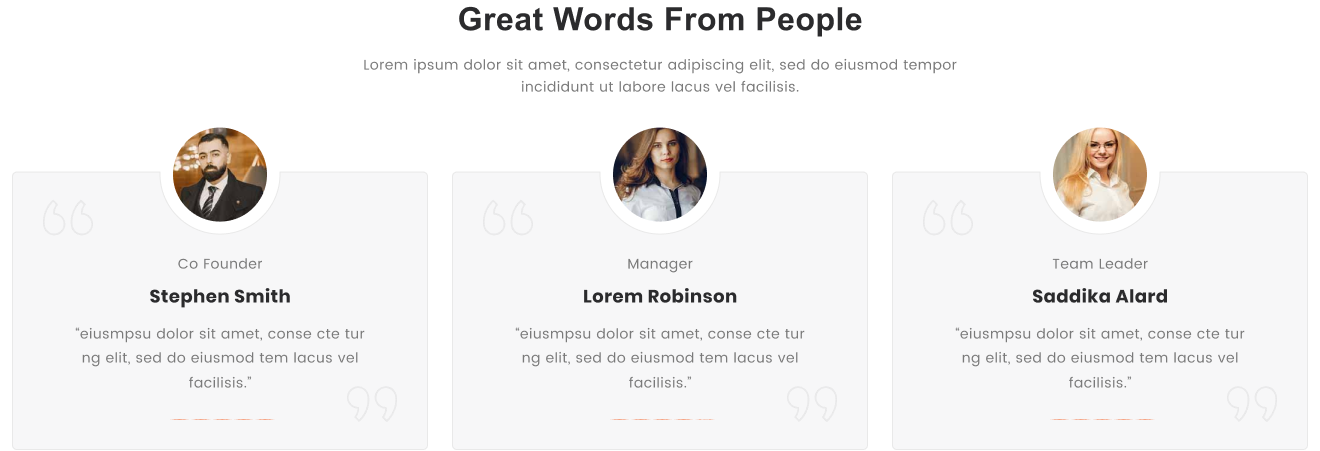 Great Words From People
Lorem ipsum dolor sit amet, consectetur adipiscing elit, sed do eiusmod tempor
incididunt ut labore lacus vel facilisis.
Co Founder
Stephen Smith
"eiusmpsu dolor sit amet, conse cte tur
ng elit, sed do eiusmod tem lacus vel
facilisis."
Manager
Lorem Robinson
"eiusmpsu dolor sit amet, conse cte tur
ng elit, sed do eiusmod tem lacus vel
facilisis."
Team Leader
Saddika Alard
"eiusmpsu dolor sit amet, conse cte tur
ng elit, sed do eiusmod tem lacus vel
facilisis."